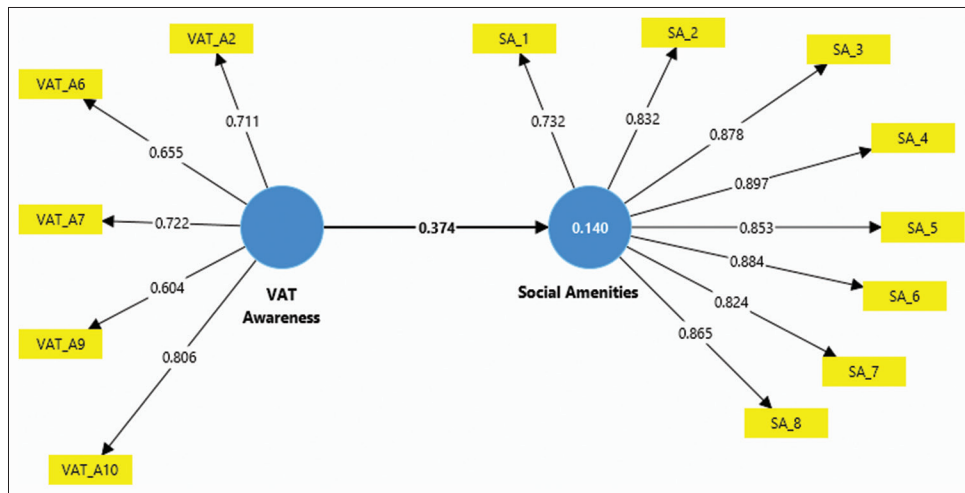 VAT_A2
SA_1
SA_2
SA_3
VAT_A6
0.711
0.732
0.832
0.878
SA_4
0.655
0.897
VAT_A7
0.722
0.374
0.140
0.853
SA_5
0.604
0.884
VAT
Awareness
Social Amenities
SA_6
0.824
VAT_A9
0.806
0.865
SA_7
SA_8
VAT_A10